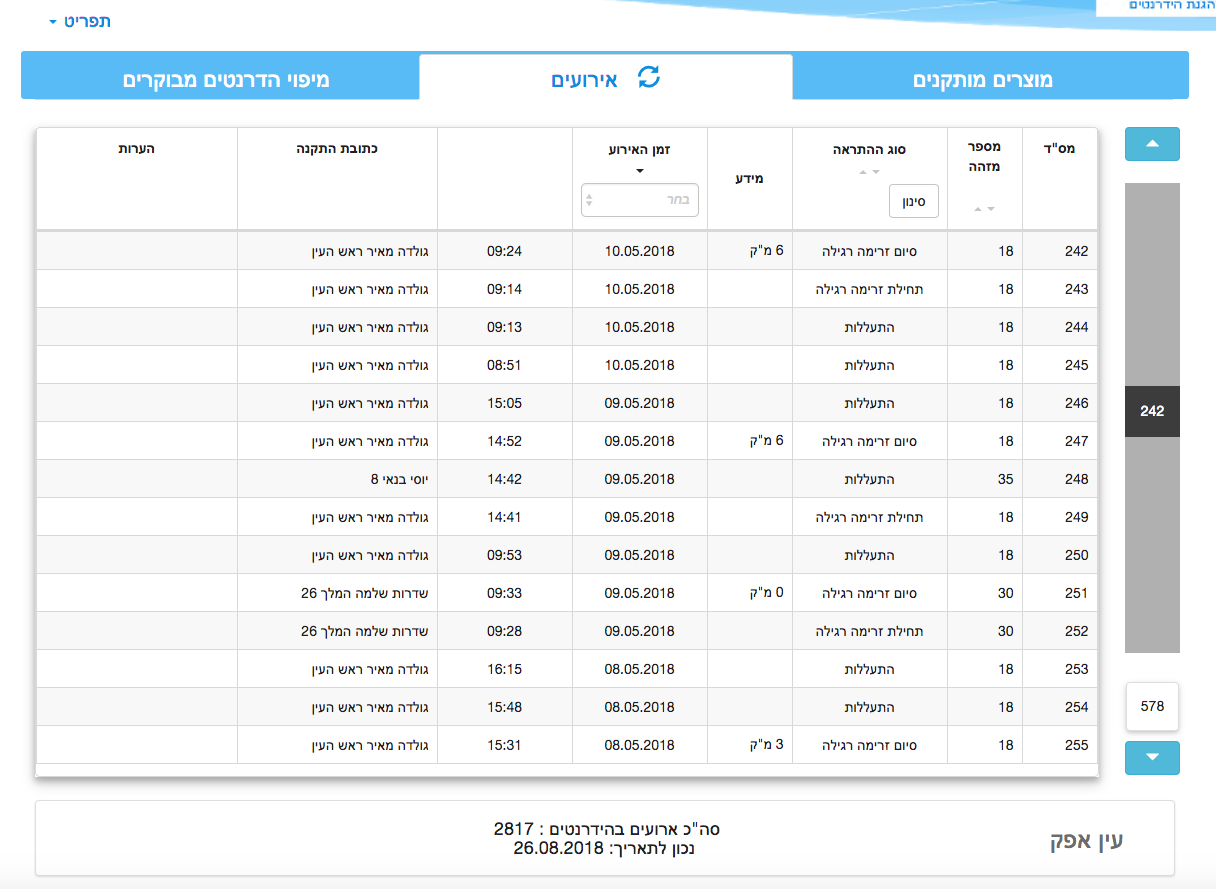 הגנת הידרנטים
תפריט
מוצרים מותקנים
אירועים
מיפוי הדרנטים מבוקרים
מס"ד
מספר מזהה
סוג ההתראה
סינון
מידע
זמן האירוע
בחר
כתובת התקנה
הערות
242 18 סיום זרימה רגילה 6 מ"ק 10.05.2018 09:24 גולדה מאיר ראש העין
243 18 תחילת זרימה רגילה 10.05.2018 09:14 גולדה מאיר ראש העין
244 18 התעללות 10.05.2018 09:13 גולדה מאיר ראש העין
245 18 התעללות 10.05.2018 08:51 גולדה מאיר ראש העין
246 18 התעללות 09.05.2018 15:05 גולדה מאיר ראש העין
247 18 סיום זרימה רגילה 6 מ"ק 09.05.2018 14:52 גולדה מאיר ראש העין
248 35 התעללות 09.05.2018 14:42 יוסי בנאי 8
249 18 תחילת זרימה רגילה 09.05.2018 14:41 גולדה מאיר ראש העין
250 18 התעללות 09.05.2018 09:53 גולדה מאיר ראש העין
251 30 סיום זרימה רגילה 0 מ"ק 09.05.2018 09:33 שדרות שלמה המלך 26
252 30 תחילת זרימה רגילה 09.05.2018 09:28 שדרות שלמה המלך 26
253 18 התעללות 08.05.2018 16:15 גולדה מאיר ראש העין
254 18 התעללות 08.05.2018 15:48 גולדה מאיר ראש העין
255 18 סיום זרימה רגילה 3 מ"ק 08.05.2018 15:31 גולדה מאיר ראש העין
242
578
עין אפק
סה"כ ארועים בהידרנטים : 2817
נכון לתאריך: 26.08.2018